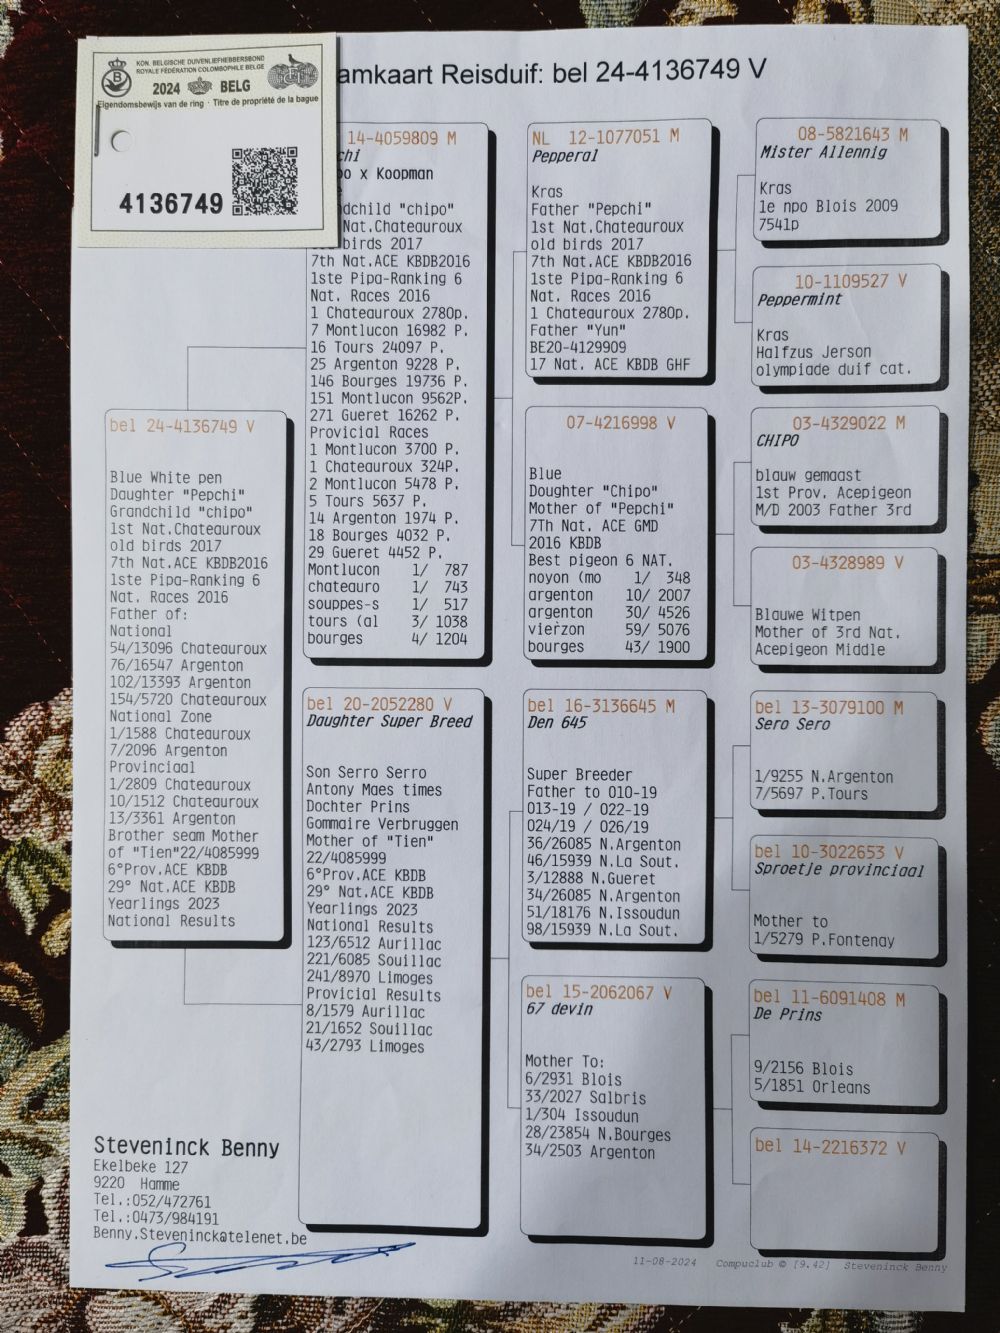 KON. BELGISCHE DUIVENLIEFHEBBERSBOND
ROYALE FÉDÉRATION COLOMBOPHILE BELGE
2024 BELG
Eigendomsbewijs van de ring · Titre de propriété de la bague
4136749
amkaart Reisduif: bel 24-4136749 V
bel 24-4136749 V
Blue White pen
Daughter "Pepchi"
Grandchild "chipo"
1st Nat.Chateauroux
old birds 2017
7th Nat.ACE KBDB2016
1ste Pipa-Ranking 6
Nat. Races 2016
Father of:
National
54/13096 Chateauroux
76/16547 Argenton
102/13393 Argenton
154/5720 Chateauroux
National Zone
1/1588 Chateauroux
7/2096 Argenton
Provinciaal
1/2809 Chateauroux
10/1512 Chateauroux
13/3361 Argenton
Brother seam Mother
of "Tien"22/4085999
6°Prov.ACE KBDB
29° Nat.ACE KBDB
Yearlings 2023
National Results
14-4059809 M
chi
po x Koopman
e
dchild "chipo"
Nat.Chateauroux
birds 2017
7th Nat.ACE KBDB2016
1ste Pipa-Ranking 6
Nat. Races 2016
1 Chateauroux 2780p.
7 Montlucon 16982 P.
16 Tours 24097 P.
25 Argenton 9228 P.
146 Bourges 19736 P.
151 Montlucon 9562P.
271 Gueret 16262 P.
Provicial Races
1 Montlucon 3700 P.
1 Chateauroux 324P.
2 Montlucon 5478 P.
5 Tours 5637 P.
14 Argenton 1974 P.
18 Bourges 4032 P.
29 Gueret 4452 P.
Montlucon 1/ 787
chateauro 1/ 743
souppes-s 1/ 517
tours (al 3/ 1038
bourges 4/ 1204
bel 20-2052280 V
Daughter Super Breed
Son Serro Serro
Antony Maes times
Dochter Prins
Gommaire Verbruggen
Mother of "Tien"
22/4085999
6°Prov.ACE KBDB
29° Nat.ACE KBDB
Yearlings 2023
National Results
123/6512 Aurillac
221/6085 Souillac
241/8970 Limoges
Provicial Results
8/1579 Aurillac
21/1652 Souillac
43/2793 Limoges
NL 12-1077051 M
Pepperal
Kras
Father "Pepchi"
1st Nat.Chateauroux
old birds 2017
7th Nat.ACE KBDB2016
1ste Pipa-Ranking 6
Nat. Races 2016
1 Chateauroux 2780p.
Father "Yun"
BE20-4129909
17 Nat. ACE KBDB GHF
07-4216998 V
Blue
Daughter "Chipo"
Mother of "Pepchi"
7Th Nat. ACE GMD
2016 KBDB
Best pigeon 6 NAT.
noyon (mo 1/ 348
argenton 10/ 2007
argenton 30/ 4526
vierzon 59/ 5076
bourges 43/ 1900
bel 16-3136645 M
Den 645
Super Breeder
Father to 010-19
013-19 / 022-19
024/19 / 026/19
36/26085 N.Argenton
46/15939 N.La Sout.
3/12888 N.Gueret
34/26085 N.Argenton
51/18176 N.Issoudun
98/15939 N.La Sout.
bel 15-2062067 V
67 devin
Mother To:
6/2931 Blois
33/2027 Salbris
1/304 Issoudun
28/23854 N.Bourges
34/2503 Argenton
08-5821643 M
Mister Allennig
Kras
1e npo Blois 2009
7541p
10-1109527 V
Peppermint
Kras
Halfzus Jerson
olympiade duif cat.
03-4329022 M
CHIPO
blauw gemaast
1st Prov. Acepigeon
M/D 2003 Father 3rd
03-4328989 V
Blauwe Witpen
Mother of 3rd Nat.
Acepigeon Middle
bel 13-3079100 M
Sero Sero
1/9255 N.Argenton
7/5697 P.Tours
bel 10-3022653 V
Sproetje provinciaal
Mother to
1/5279 P.Fontenay
bel 11-6091408 M
De Prins
9/2156 Blois
5/1851 Orleans
bel 14-2216372 V
Steveninck Benny
Ekelbeke 127
9220 Hamme
Tel.:052/472761
Tel.:0473/984191
Benny.Steveninck@telenet.be
11-08-2024 Compuclub © [9.42] Steveninck Benny